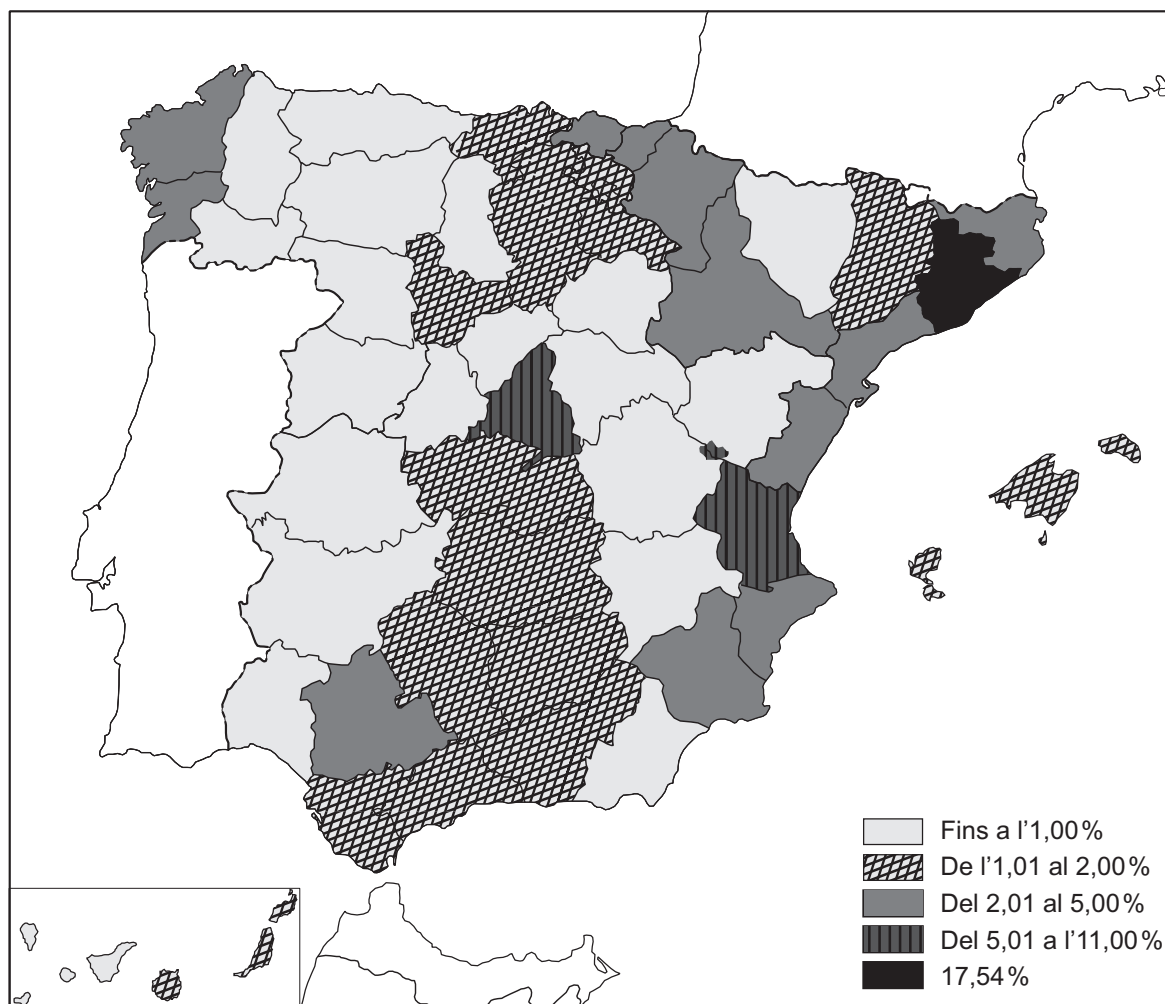 Fins a l’1,00%
De l’1,01 al 2,00%
Del 2,01 al 5,00%
Del 5,01 a l’11,00%
17,54%